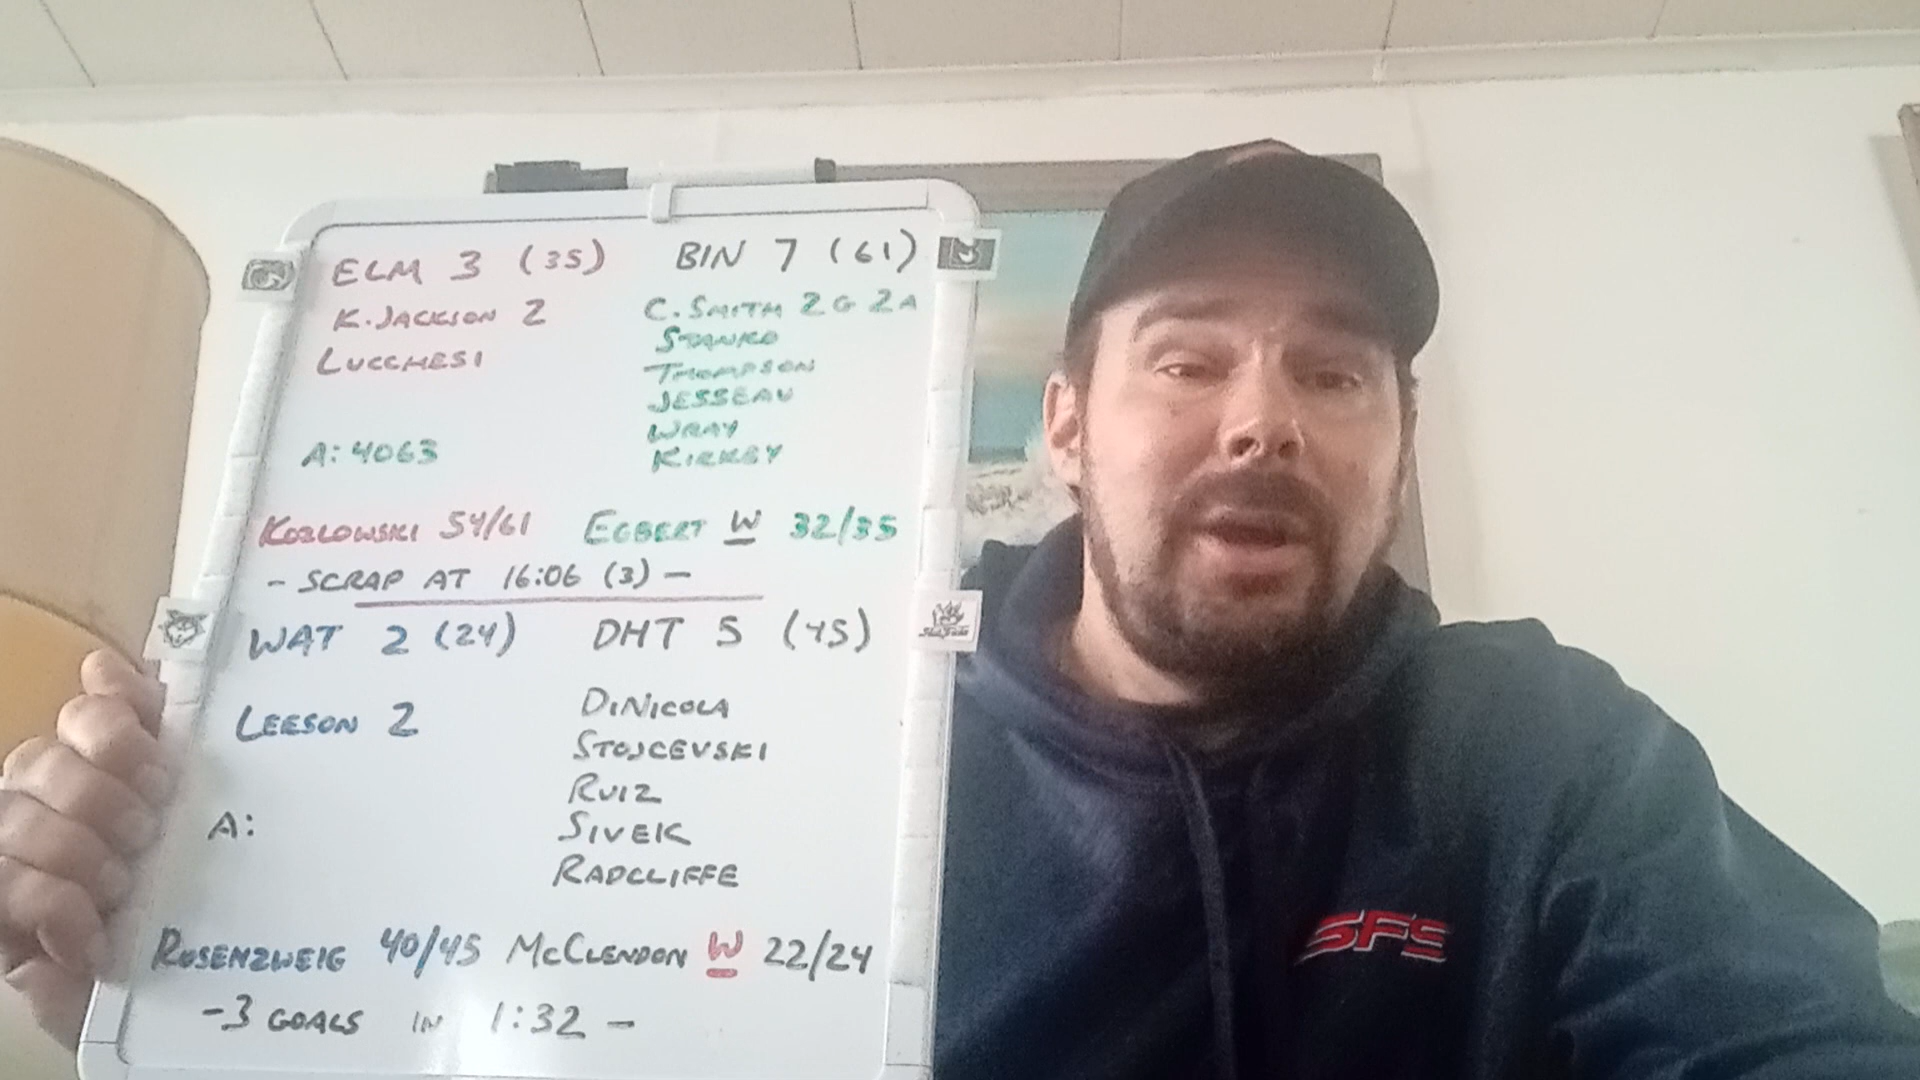 ELM 3 (35) BIN 7 (61)
K. JACKSON 2 C. SMITH 2G 2A
LUCCHESI STANKO
THOMPSON
JESSEAU
WRAY
A: 4063 KIRKBY
KOZLOWSKI 54/61 EGBERT W 32/35
- SCRAP AT 16:06 (3) -
WAT 2 (24) DHT 5 (45)
LEESON 2 DINICOLA
STOJCEVSKI
RUIZ
A: SIVEK
RADCLIFFE
ROSENZWEIG 40/45 MCCLENDON W 22/24
-3 GOALS IN 1:32 -
SFS